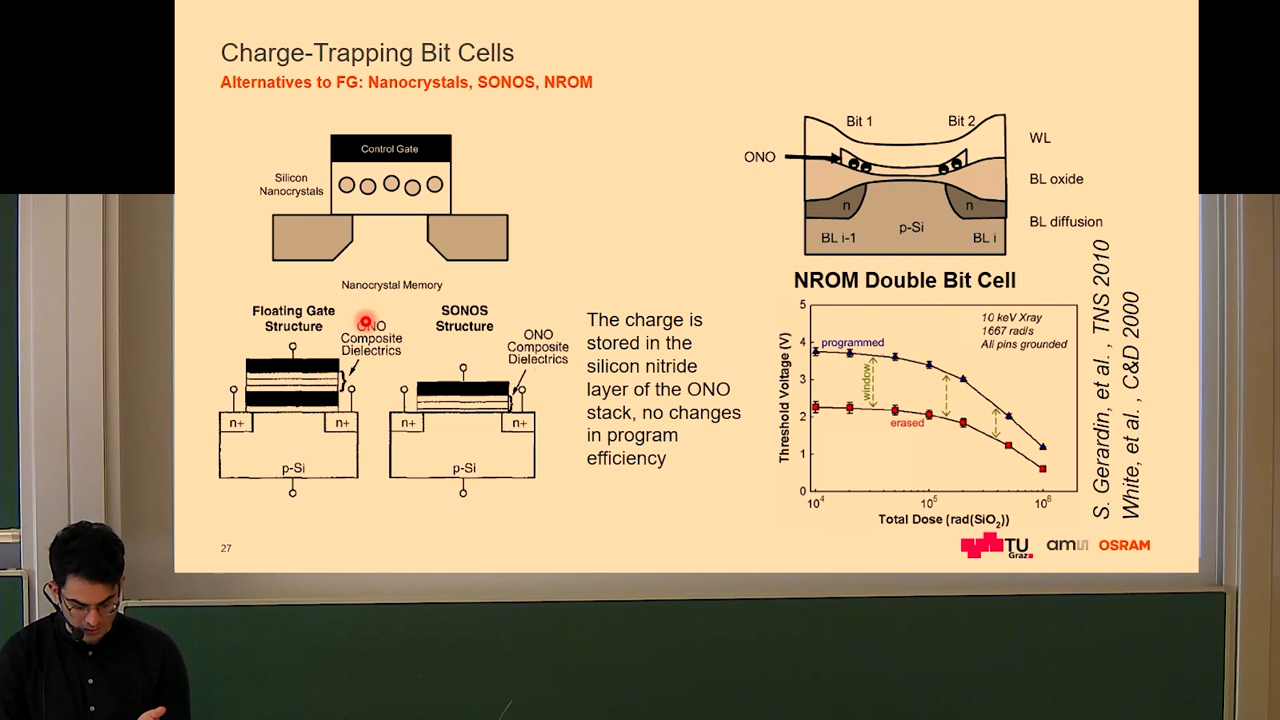 Charge-Trapping Bit Cells
Alternatives to FG: Nanocrystals, SONOS, NROM
Control Gate
Silicon
Nanocrystals
Nanocrystal Memory
Floating Gate
Structure
ONO
Composite
Dielectrics
n+
n+
p-Si
SONOS
Structure
ONO
Composite
Dielectrics
n+
n+
p-Si
The charge is
stored in the
silicon nitride
layer of the ONO
stack, no changes
in program
efficiency
Bit 1
Bit 2
WL
ONO
BL oxide
n
n
BL diffusion
p-Si
BL i-1
BL i
NROM Double Bit Cell
10 keV Xray
1667 rad/s
All pins grounded
programmed
window
erased
Threshold Voltage (V)
5
4
3
2
1
0
10⁴
10⁵
10⁶
Total Dose (rad(SiO₂))
S. Gerardin, et al. , TNS 2010
White, et al. , C&D 2000
27
TU
Graz
amu OSRAM